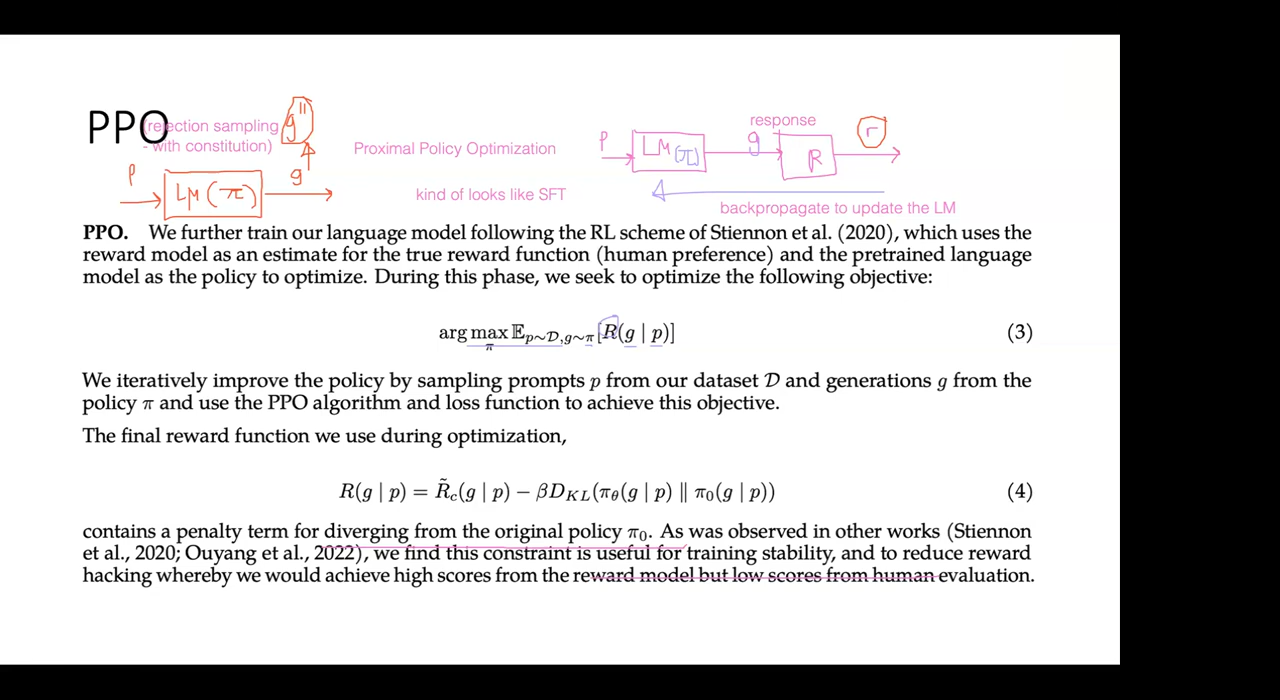 PPO
(rejection sampling
- with constitution)
g''
P
LM (π)
g
Proximal Policy Optimization
kind of looks like SFT
P
LM (π)
response
g
R
r
backpropagate to update the LM
PPO. We further train our language model following the RL scheme of Stiennon et al. (2020), which uses the
reward model as an estimate for the true reward function (human preference) and the pretrained language
model as the policy to optimize. During this phase, we seek to optimize the following objective:
arg max_π 𝔼_{p∼𝒟,g∼π} [R(g | p)] (3)
We iteratively improve the policy by sampling prompts p from our dataset 𝒟 and generations g from the
policy π and use the PPO algorithm and loss function to achieve this objective.
The final reward function we use during optimization,
R(g | p) = R̃_c(g | p) − βD_{KL}(π_θ(g | p) ∥ π_0(g | p)) (4)
contains a penalty term for diverging from the original policy π_0. As was observed in other works (Stiennon
et al., 2020; Ouyang et al., 2022), we find this constraint is useful for training stability, and to reduce reward
hacking whereby we would achieve high scores from the reward model but low scores from human evaluation.